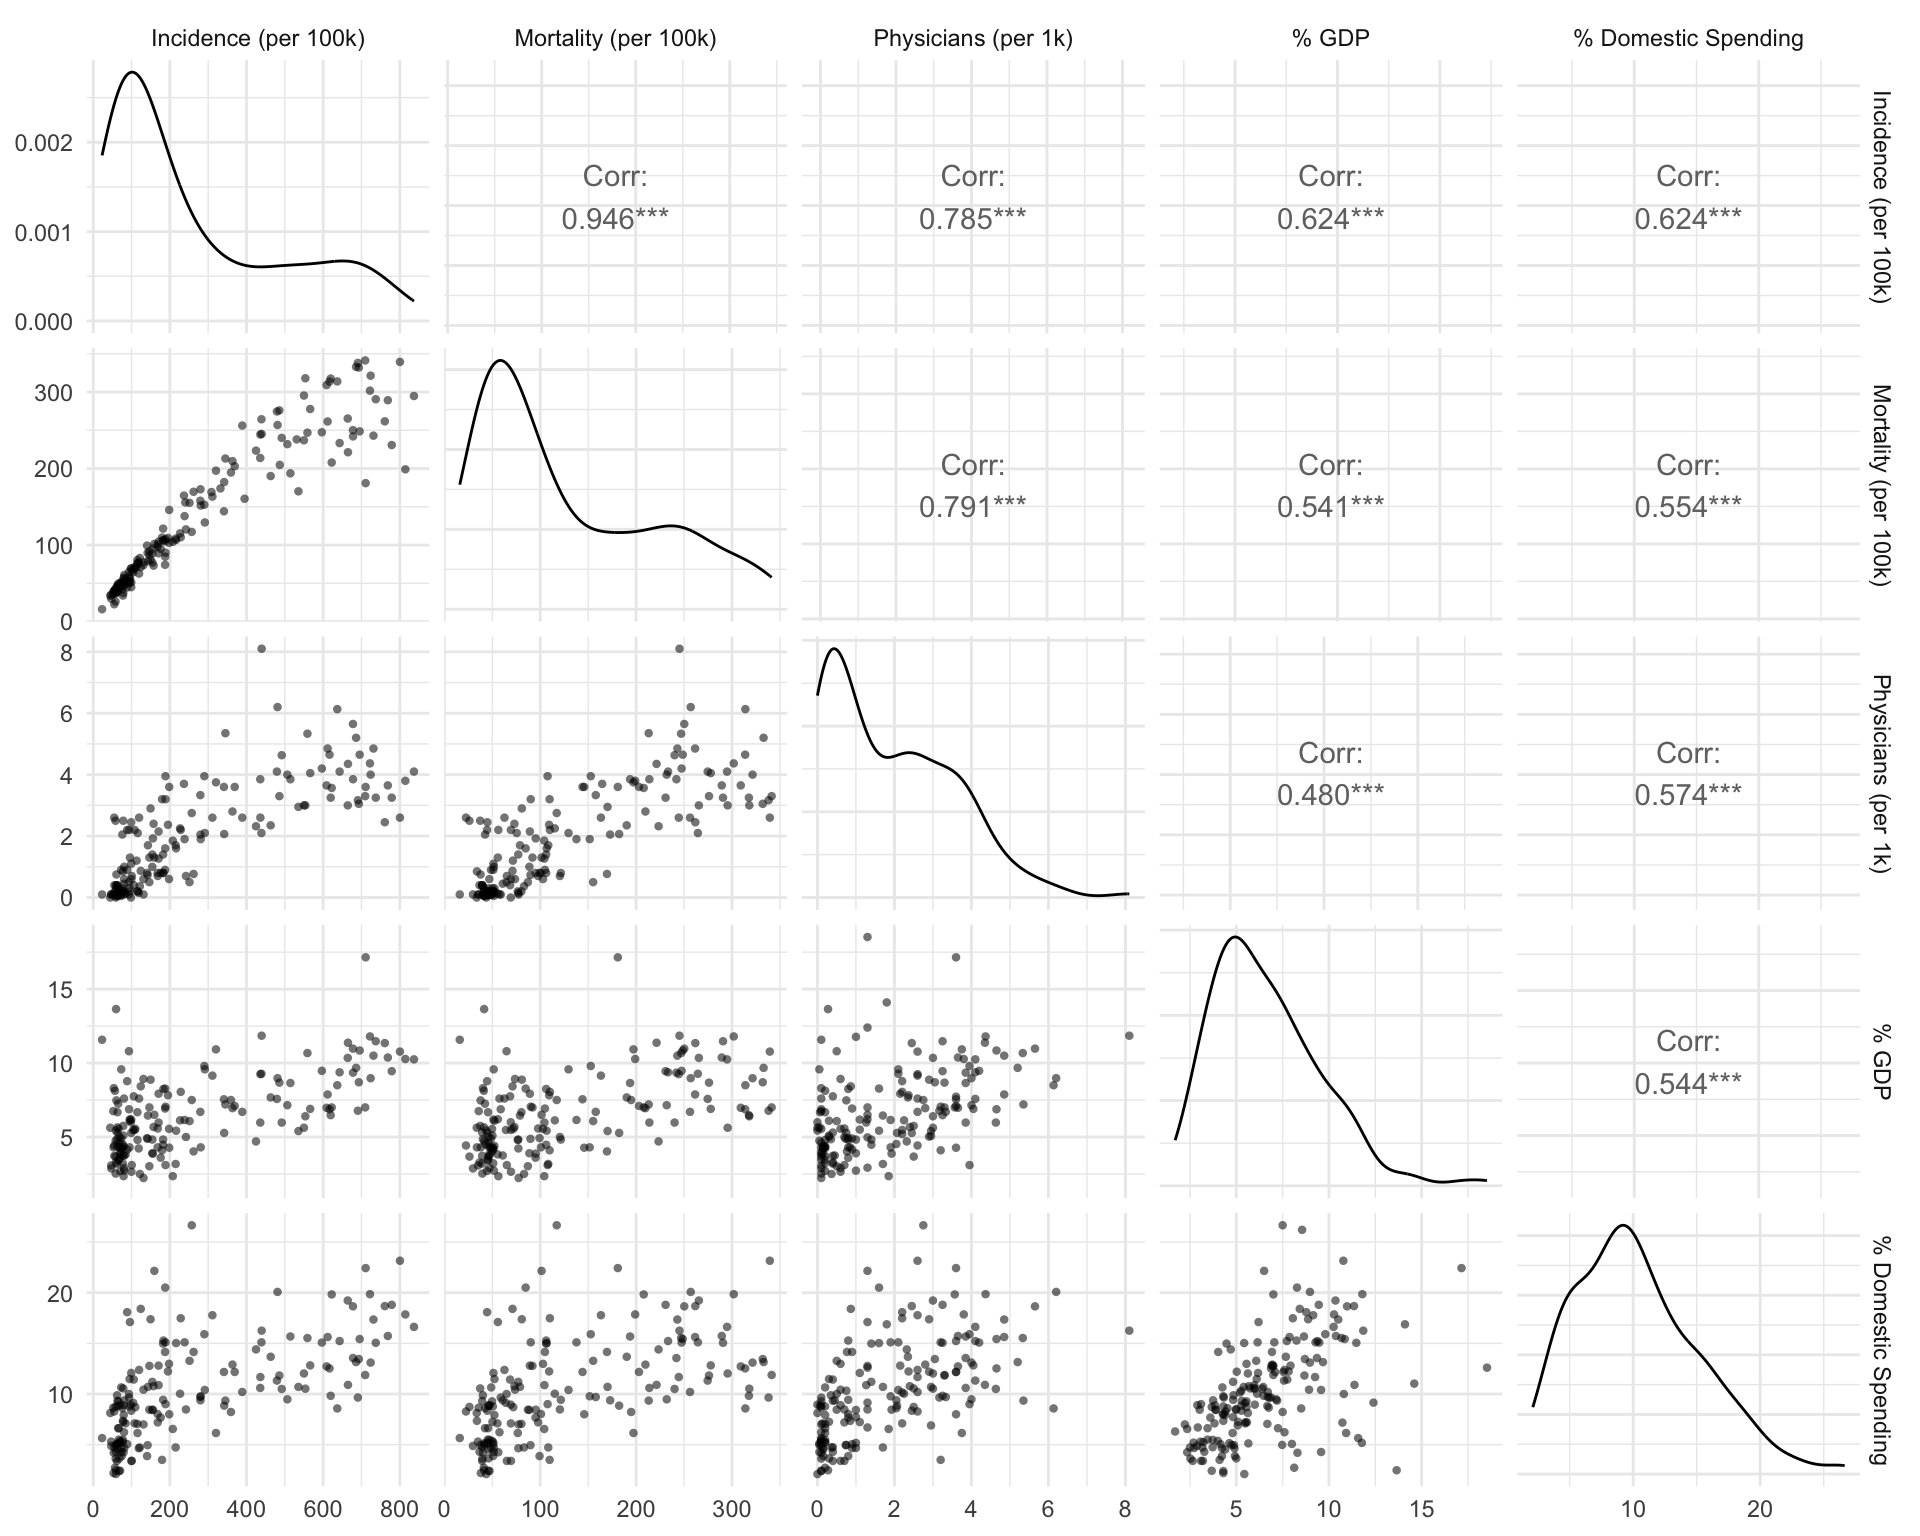 Incidence (per 100k)
Mortality (per 100k)
Physicians (per 1k)
% GDP
% Domestic Spending
0.002
0.001
0.000
Corr:
0.946***
Corr:
0.785***
Corr:
0.624***
Corr:
0.624***
Incidence (per 100k)
300
200
100
0
Corr:
0.791***
Corr:
0.541***
Corr:
0.554***
Mortality (per 100k)
8
6
4
2
0
Corr:
0.480***
Corr:
0.574***
Physicians (per 1k)
15
10
5
Corr:
0.544***
% GDP
20
10
% Domestic Spending
0 200 400 600 800
0 100 200 300
0 2 4 6 8
5 10 15
10 20